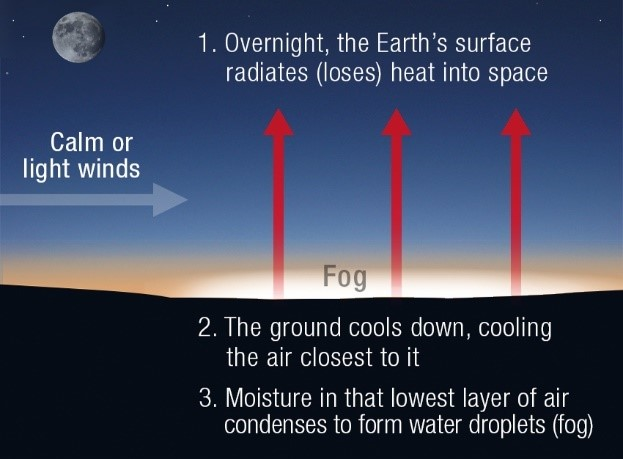 1. Overnight, the Earth's surface
radiates (loses) heat into space
Calm or
light winds
Fog
2. The ground cools down, cooling
the air closest to it
3. Moisture in that lowest layer of air
condenses to form water droplets (fog)